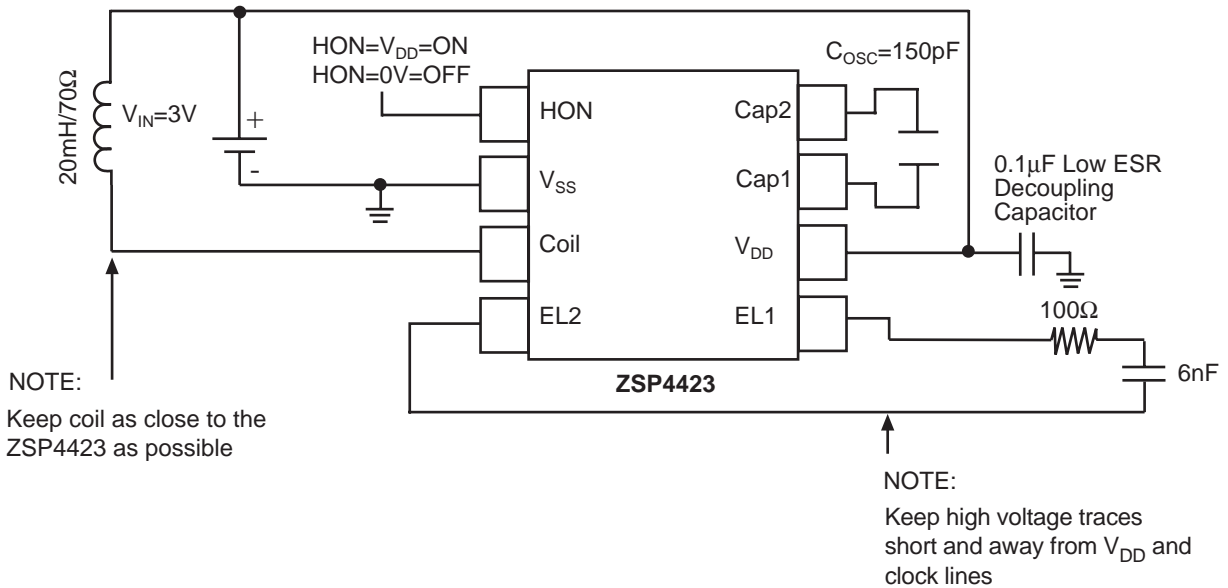 HON=VDD=ON
HON=0V=OFF
COSC=150pF
20mH/70Ω
VIN=3V
+
-
HON
VSS
Coil
EL2
Cap2
Cap1
VDD
EL1
0.1μF Low ESR
Decoupling
Capacitor
100Ω
6nF
ZSP4423
NOTE:
Keep coil as close to the
ZSP4423 as possible
NOTE:
Keep high voltage traces
short and away from VDD and
clock lines